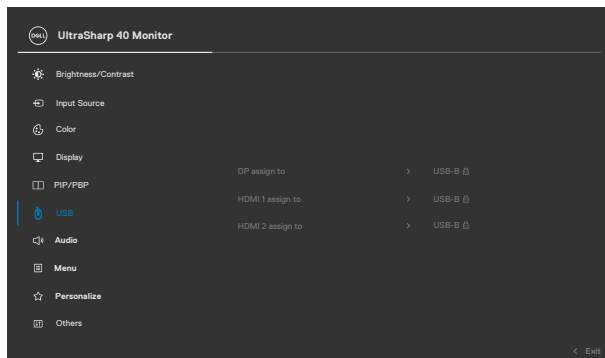 DELL UltraSharp 40 Monitor
Brightness/Contrast
Input Source
Color
Display
DP assign to > USB-B
PIP/PBP
HDMI 1 assign to > USB-B
USB
HDMI 2 assign to > USB-B
Audio
Menu
Personalize
Others
< Exit